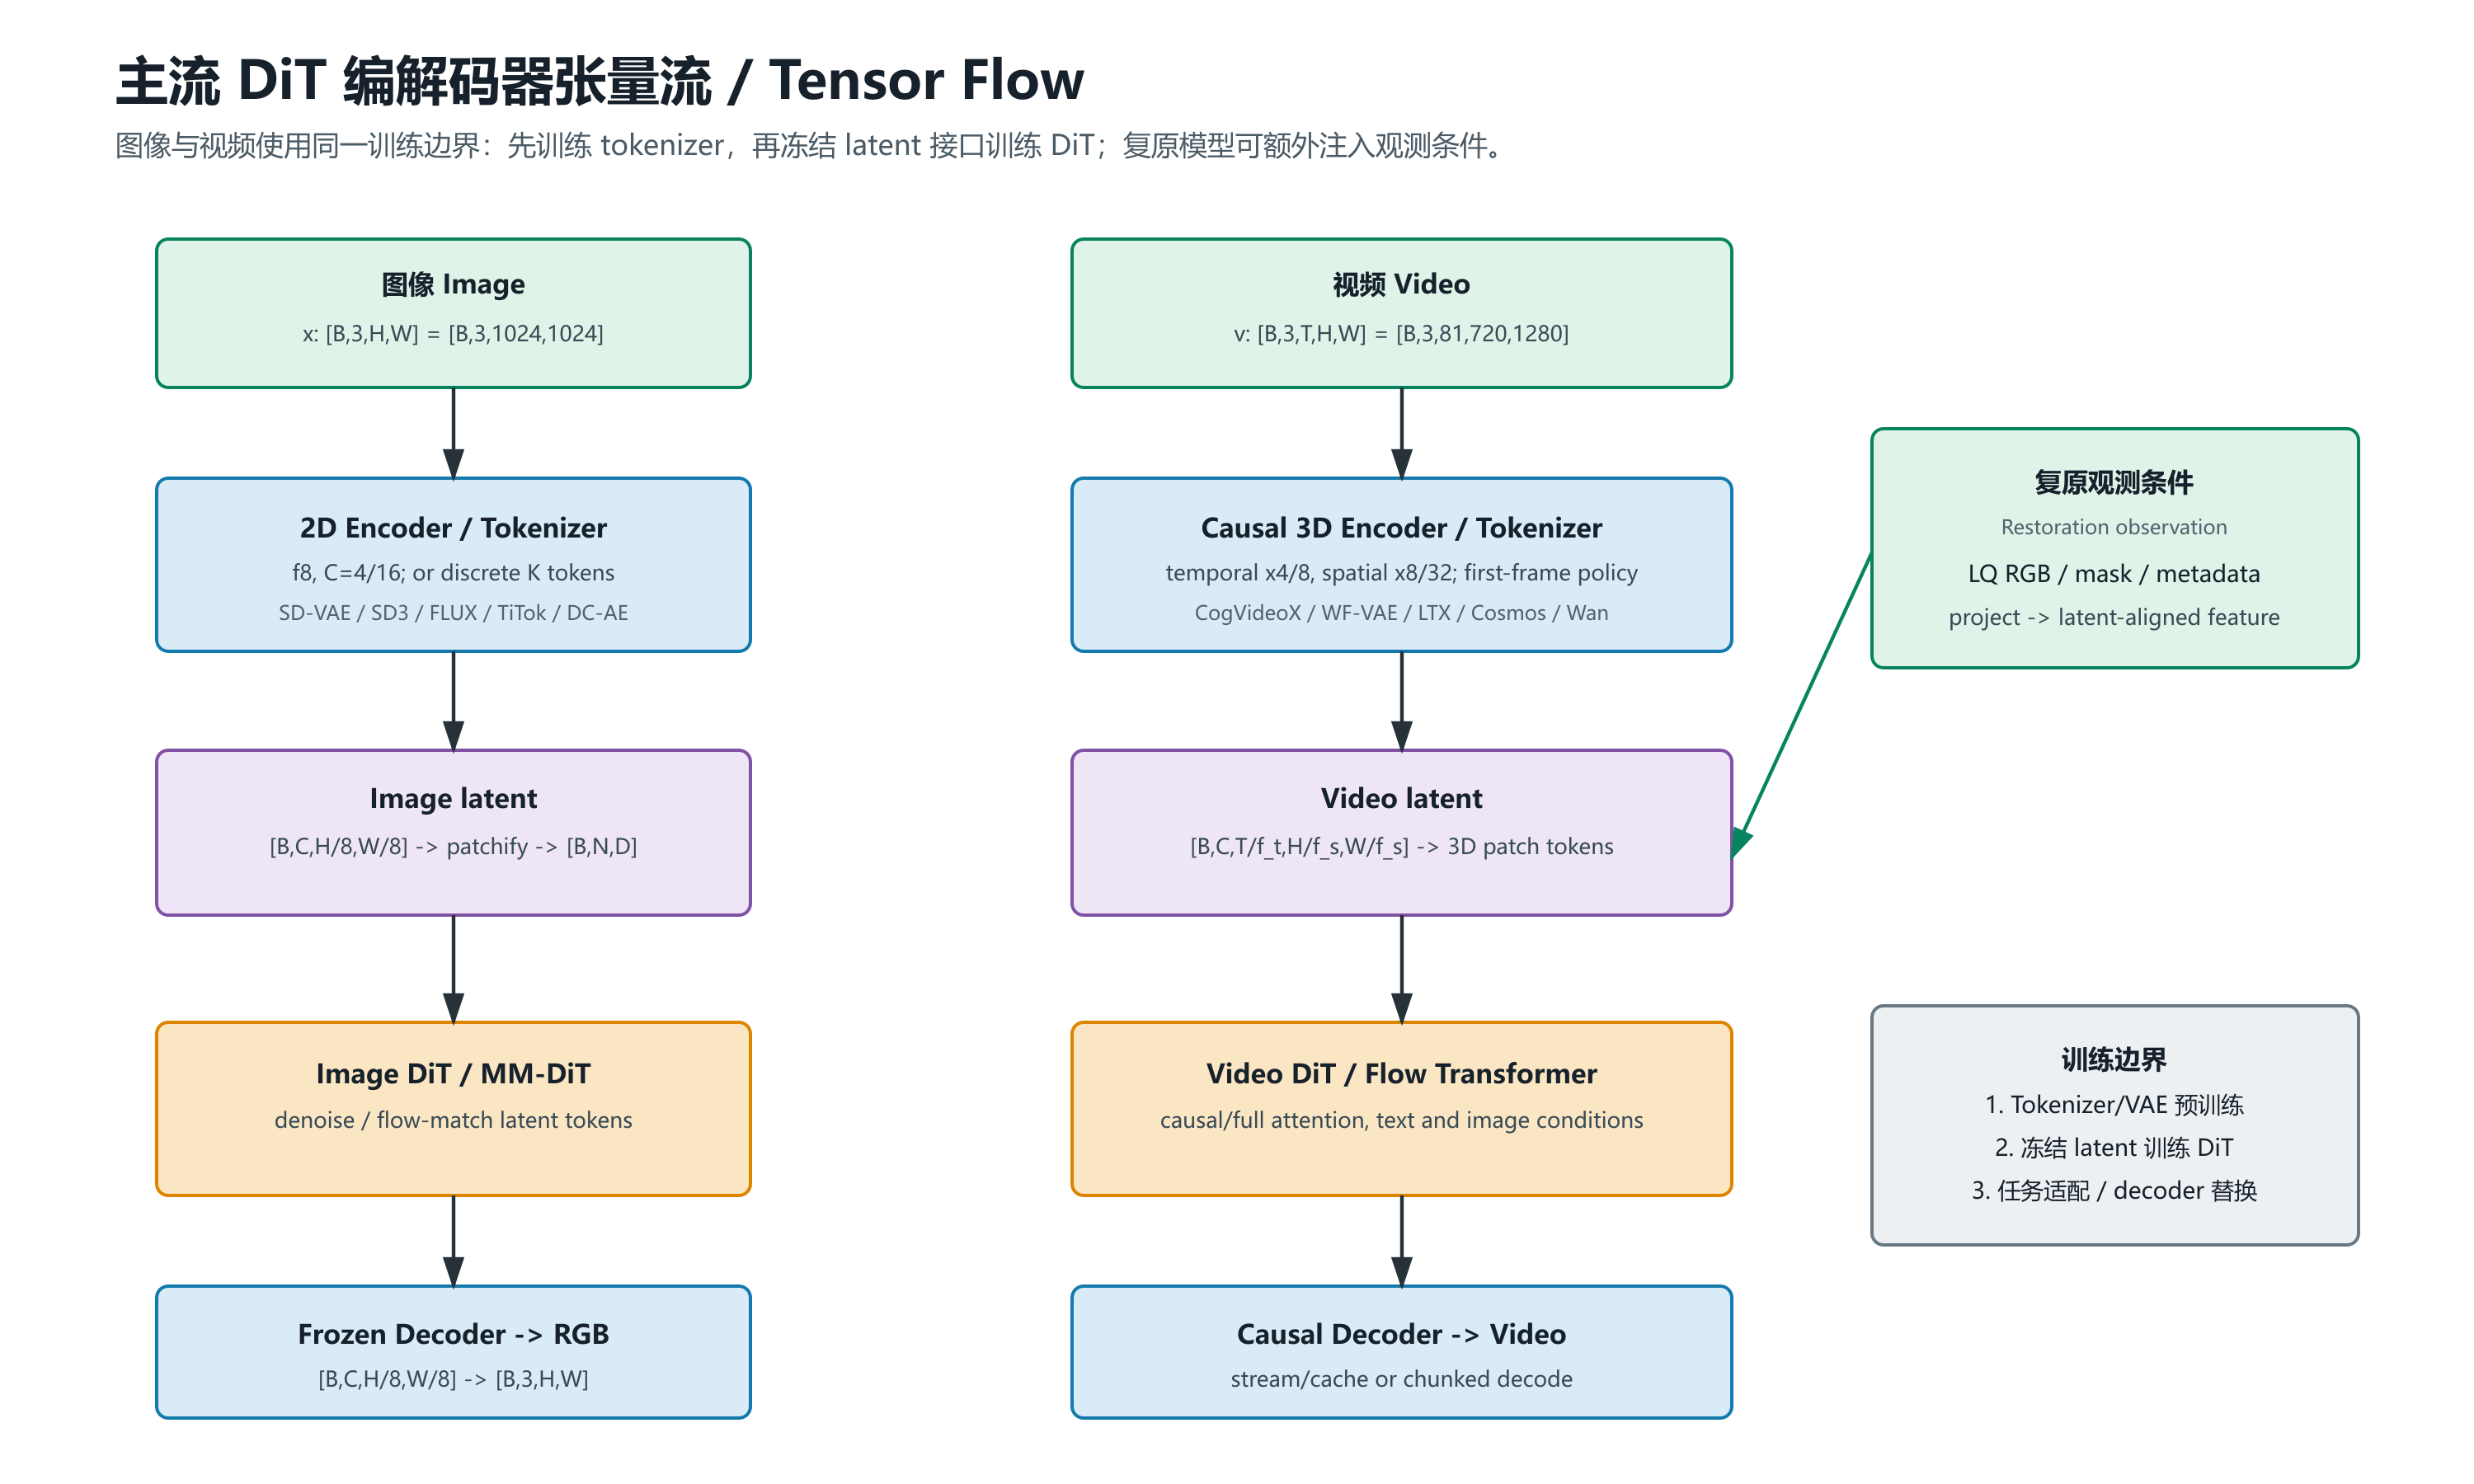 主流 DiT 编解码器张量流 / Tensor Flow
图像与视频使用同一训练边界：先训练 tokenizer，再冻结 latent 接口训练 DiT；复原模型可额外注入观测条件。
图像 Image
x: [B,3,H,W] = [B,3,1024,1024]
2D Encoder / Tokenizer
f8, C=4/16; or discrete K tokens
SD-VAE / SD3 / FLUX / TiTok / DC-AE
Image latent
[B,C,H/8,W/8] -> patchify -> [B,N,D]
Image DiT / MM-DiT
denoise / flow-match latent tokens
Frozen Decoder -> RGB
[B,C,H/8,W/8] -> [B,3,H,W]
视频 Video
v: [B,3,T,H,W] = [B,3,81,720,1280]
Causal 3D Encoder / Tokenizer
temporal x4/8, spatial x8/32; first-frame policy
CogVideoX / WF-VAE / LTX / Cosmos / Wan
Video latent
[B,C,T/f_t,H/f_s,W/f_s] -> 3D patch tokens
Video DiT / Flow Transformer
causal/full attention, text and image conditions
Causal Decoder -> Video
stream/cache or chunked decode
复原观测条件
Restoration observation
LQ RGB / mask / metadata
project -> latent-aligned feature
训练边界
1. Tokenizer/VAE 预训练
2. 冻结 latent 训练 DiT
3. 任务适配 / decoder 替换